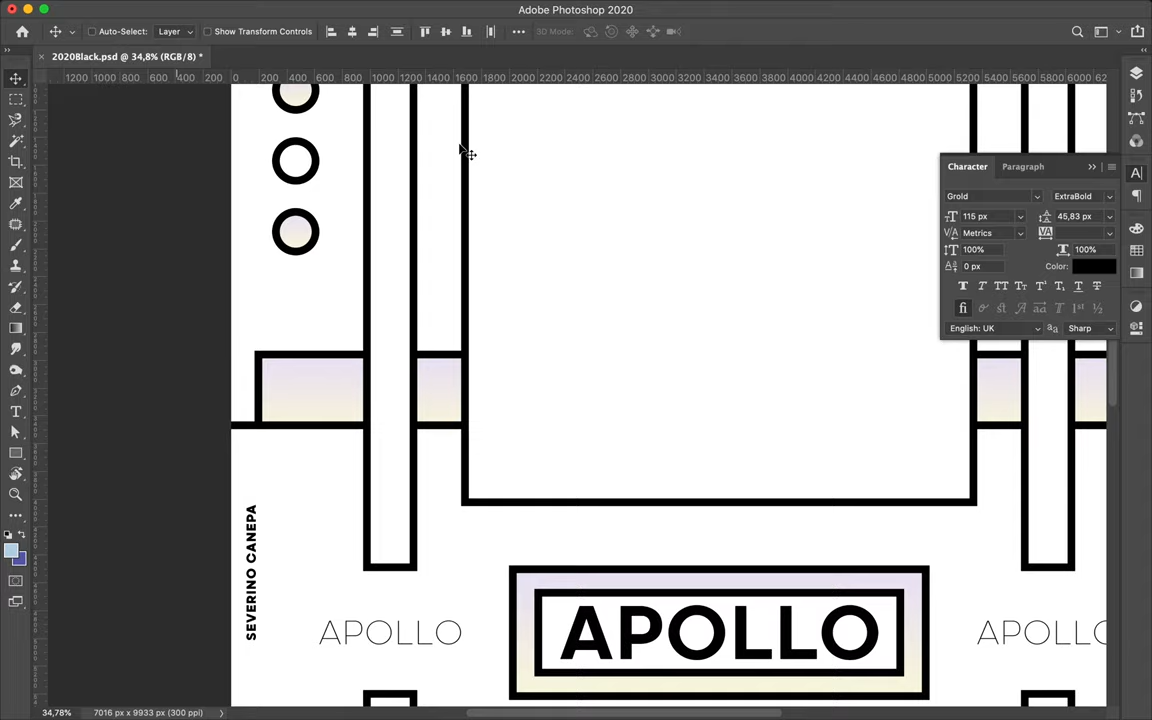 Adobe Photoshop 2020
Auto-Select: Layer Show Transform Controls 3D Mode:
2020Black.psd @ 34,8% (RGB/8) *
1200 1000 800 600 400 200 0 200 400 600 800 1000 1200 1400 1600 1800 2000 2200 2400 2600 2800 3000 3200 3400 3600 3800 4000 4200 4400 4600 4800 5000 5200 5400 5600 5800 6000 62
Character Paragraph
Grold ExtraBold
115 px 45,83 px
Metrics
100% 100%
0 px Color:
English: UK Sharp
SEVERINO CANEPA
APOLLO APOLLO APOLLO
34,78% 7016 px x 9933 px (300 ppi)